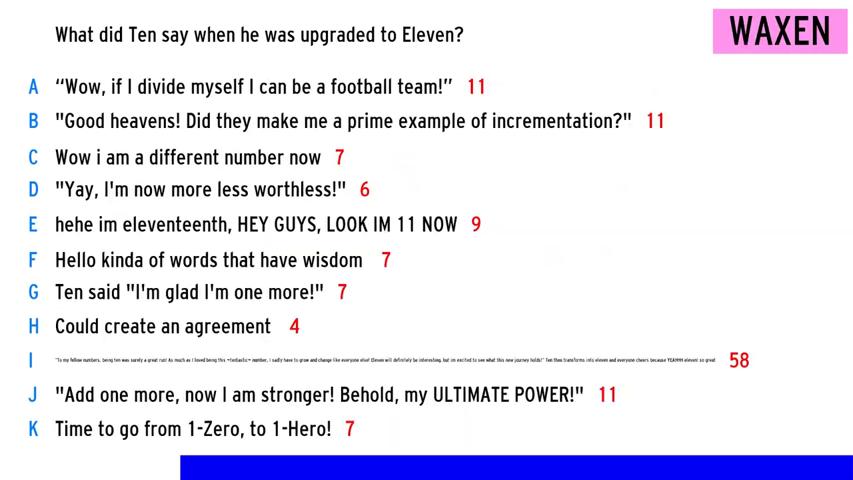 What did Ten say when he was upgraded to Eleven?
WAXEN
A “Wow, if I divide myself I can be a football team!” 11
B "Good heavens! Did they make me a prime example of incrementation?" 11
C Wow i am a different number now 7
D "Yay, I'm now more less worthless!" 6
E hehe im eleventeenth, HEY GUYS, LOOK IM 11 NOW 9
F Hello kinda of words that have wisdom 7
G Ten said "I'm glad I'm one more!" 7
H Could create an agreement 4
I "To my fellow numbers, being ten was surely a great run! As much as I loved being this ~tentastic~ number, I sadly have to grow and change like everyone else! Eleven will definitely be interesting, but im excited to see what this new journey holds!" Ten then transforms into eleven and everyone cheers because YEAHHH eleven! so great 58
J "Add one more, now I am stronger! Behold, my ULTIMATE POWER!" 11
K Time to go from 1-Zero, to 1-Hero! 7